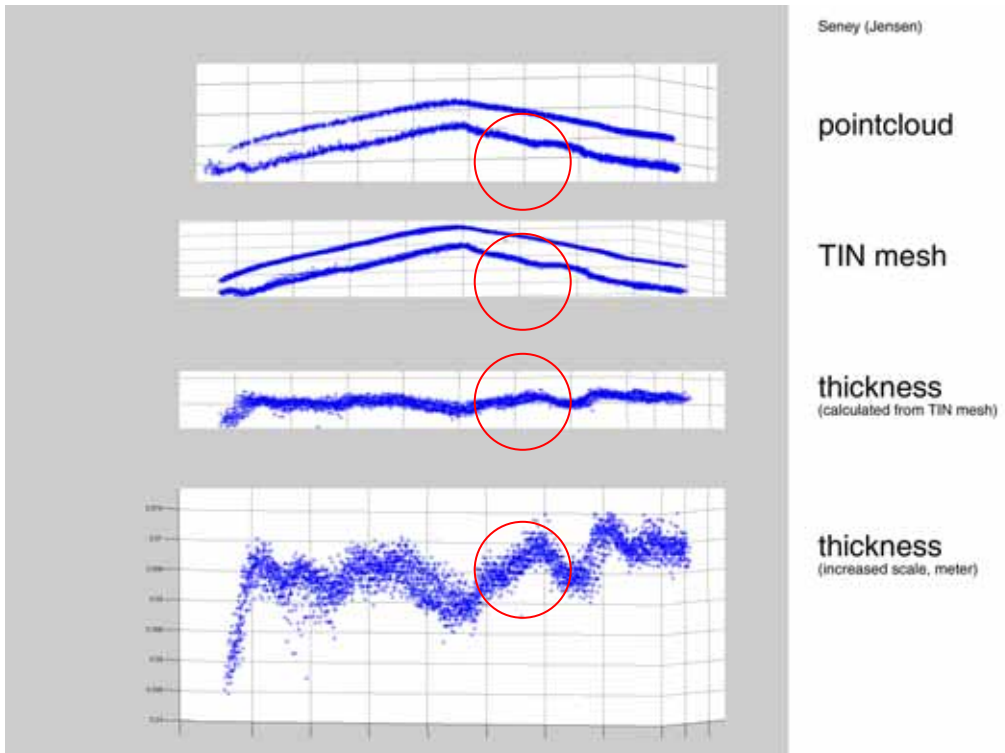 Seney (Jensen)
pointcloud
TIN mesh
thickness
(calculated from TIN mesh)
thickness
(increased scale, meter)